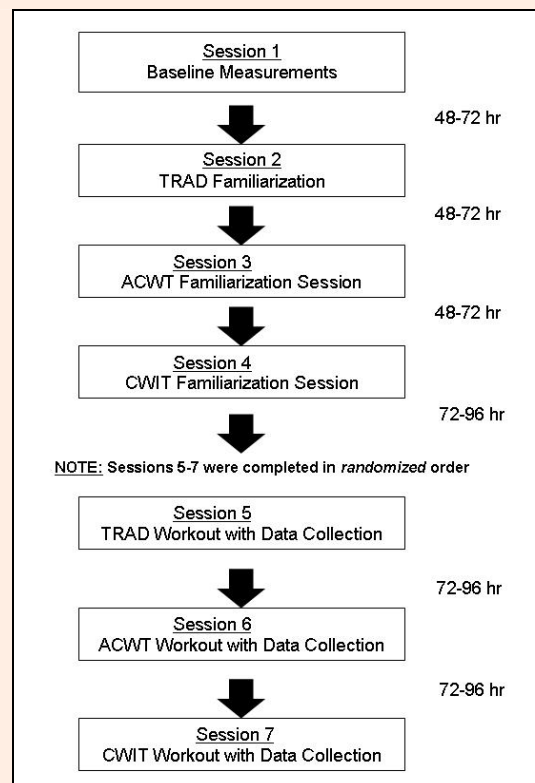 Session 1
Baseline Measurements
48-72 hr
Session 2
TRAD Familiarization
48-72 hr
Session 3
ACWT Familiarization Session
48-72 hr
Session 4
CWIT Familiarization Session
72-96 hr
NOTE: Sessions 5-7 were completed in randomized order
Session 5
TRAD Workout with Data Collection
72-96 hr
Session 6
ACWT Workout with Data Collection
72-96 hr
Session 7
CWIT Workout with Data Collection